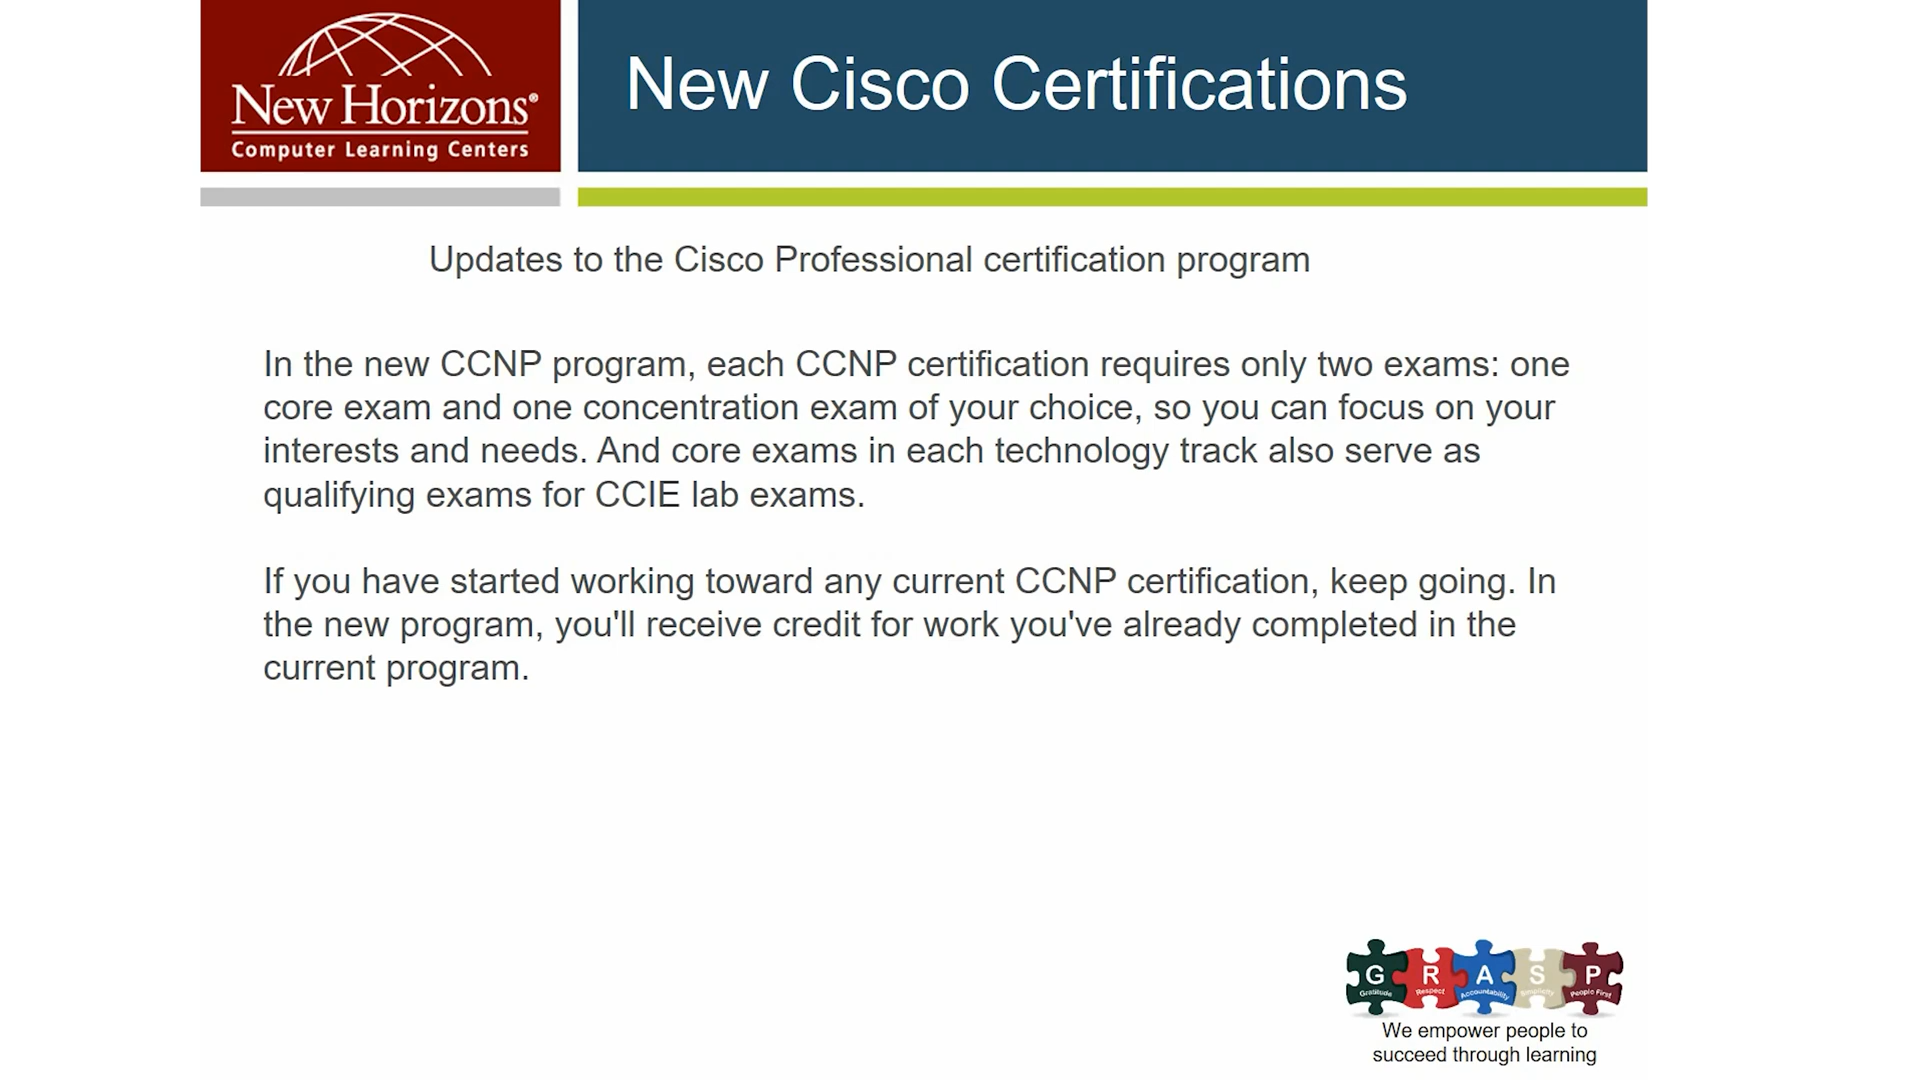 New Horizons®
Computer Learning Centers
New Cisco Certifications
Updates to the Cisco Professional certification program
In the new CCNP program, each CCNP certification requires only two exams: one
core exam and one concentration exam of your choice, so you can focus on your
interests and needs. And core exams in each technology track also serve as
qualifying exams for CCIE lab exams.
If you have started working toward any current CCNP certification, keep going. In
the new program, you'll receive credit for work you've already completed in the
current program.
G R A S P
Gratitude Respect Accountability Simplicity People First
We empower people to
succeed through learning